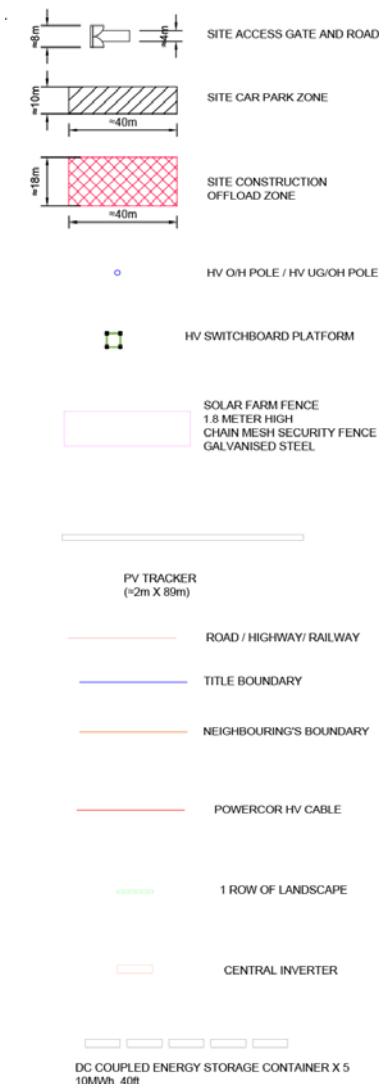 ≈8m
≈4m
SITE ACCESS GATE AND ROAD
≈10m
SITE CAR PARK ZONE
≈40m
≈18m
SITE CONSTRUCTION
OFFLOAD ZONE
≈40m
HV O/H POLE / HV UG/OH POLE
HV SWITCHBOARD PLATFORM
SOLAR FARM FENCE
1.8 METER HIGH
CHAIN MESH SECURITY FENCE
GALVANISED STEEL
PV TRACKER
(≈2m X 89m)
ROAD / HIGHWAY/ RAILWAY
TITLE BOUNDARY
NEIGHBOURING'S BOUNDARY
POWERCOR HV CABLE
1 ROW OF LANDSCAPE
CENTRAL INVERTER
DC COUPLED ENERGY STORAGE CONTAINER X 5
10MWh, 40ft